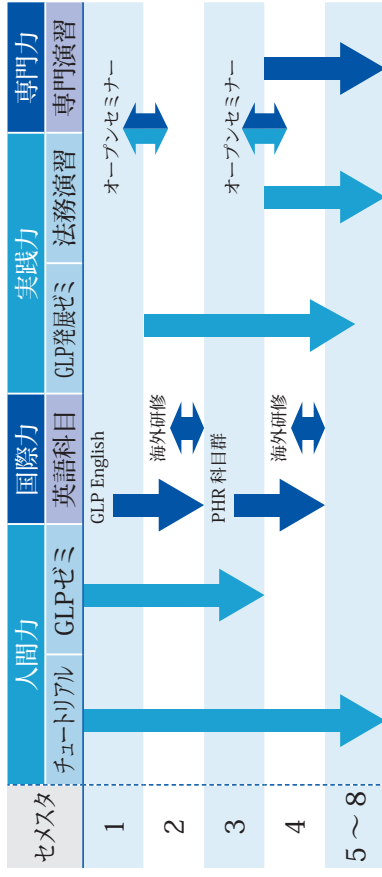 セメスタ
人間力
国際力
実践力
専門力
チュートリアル
GLPゼミ
英語科目
GLP発展ゼミ
法務演習
専門演習
1
GLP English
オープンセミナー
2
海外研修
3
PHR 科目群
オープンセミナー
4
海外研修
5 ～ 8